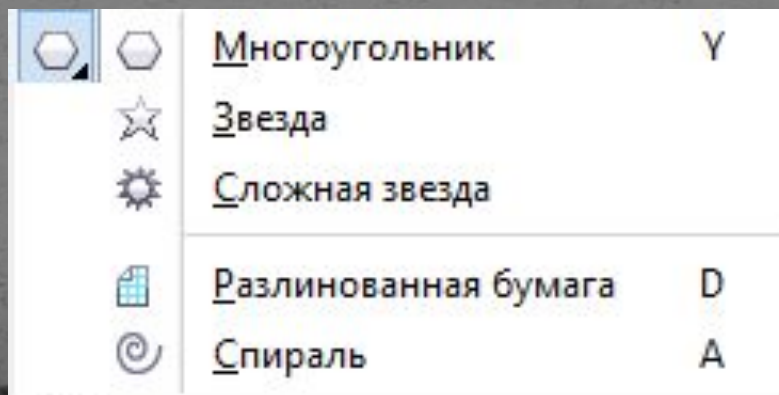 Многоугольник Y
Звезда
Сложная звезда
Разлинованная бумага D
Спираль A